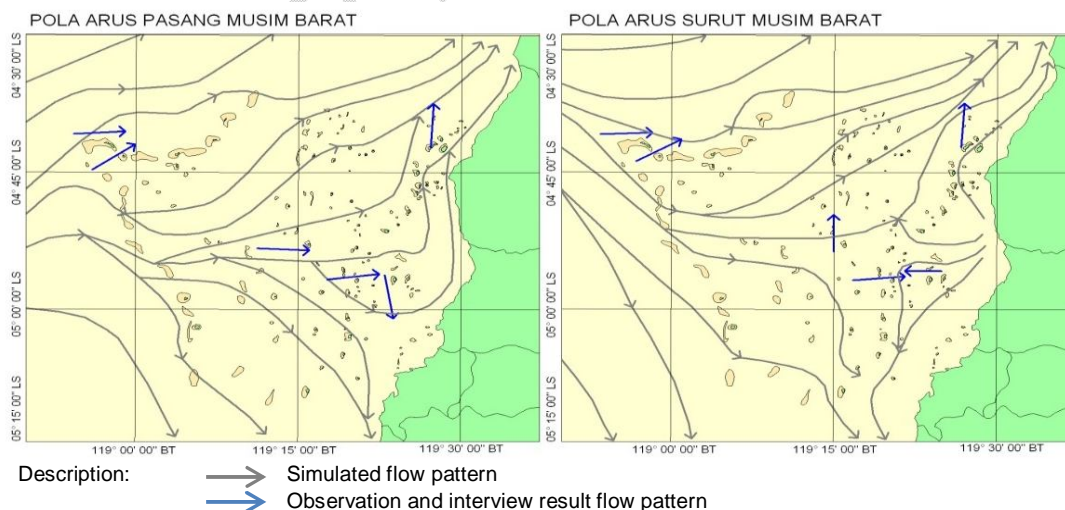 POLA ARUS PASANG MUSIM BARAT
04° 30' 00" LS
04° 45' 00" LS
05° 00' 00" LS
05° 15' 00" LS
119° 00' 00" BT
119° 15' 00" BT
119° 30' 00" BT
POLA ARUS SURUT MUSIM BARAT
04° 30' 00" LS
04° 45' 00" LS
05° 00' 00" LS
05° 15' 00" LS
119° 00' 00" BT
119° 15' 00" BT
119° 30' 00" BT
Description:
Simulated flow pattern
Observation and interview result flow pattern